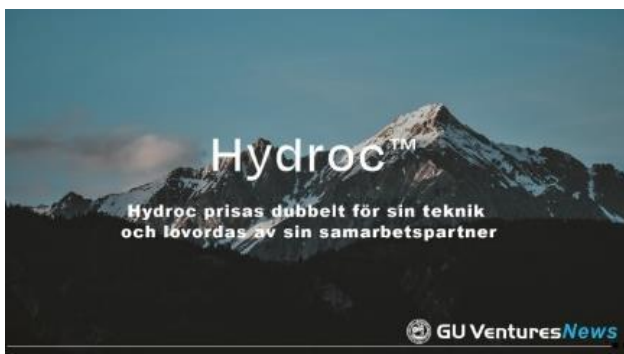 Hydroc™
Hydroc prisas dubbelt för sin teknik
och lovordas av sin samarbetspartner
GU VenturesNews